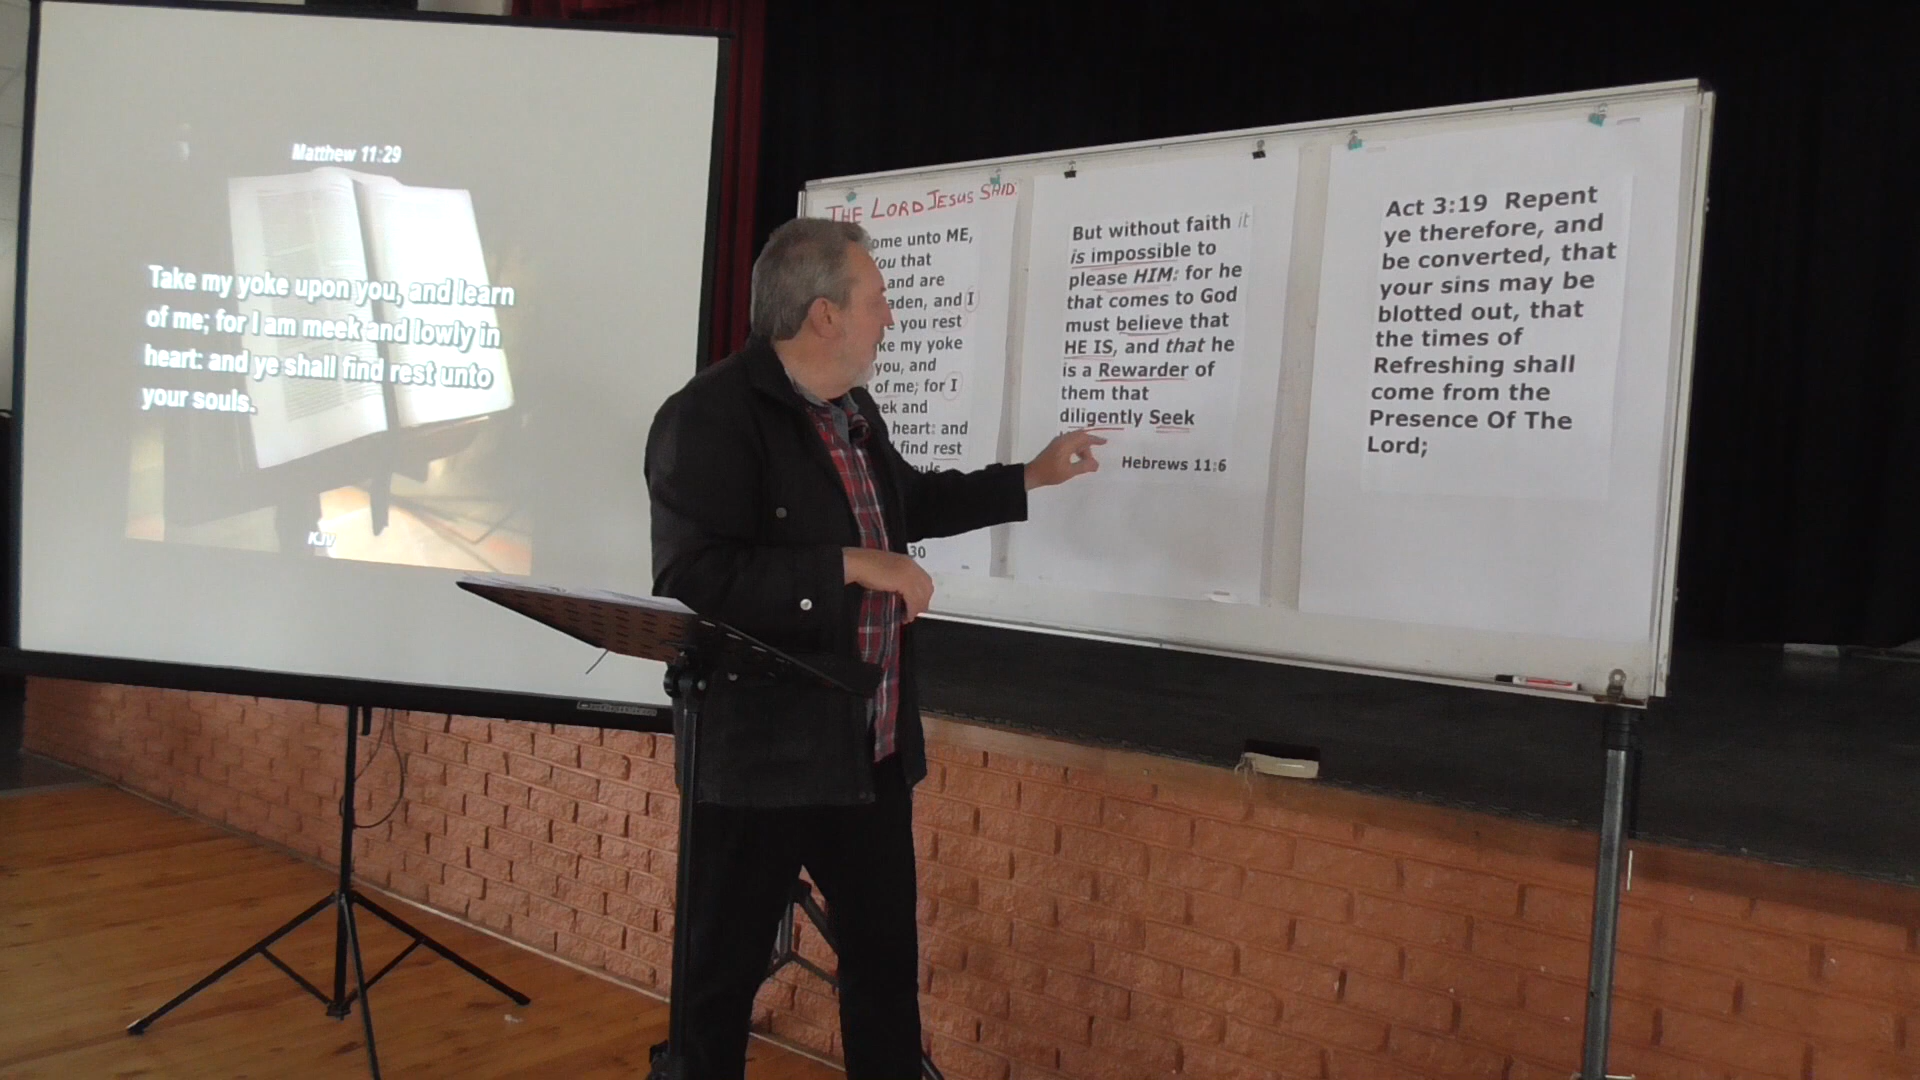 Matthew 11:29
Take my yoke upon you, and learn
of me; for I am meek and lowly in
heart: and ye shall find rest unto
your souls.
KJV
THE LORD JESUS SAID:
ome unto ME,
You that
and are
aden, and I
you rest
ke my yoke
you, and
of me; for I
ek and
heart: and
find rest
ouls
30
But without faith it
is impossible to
please HIM: for he
that comes to God
must believe that
HE IS, and that he
is a Rewarder of
them that
diligently Seek
Hebrews 11:6
Act 3:19 Repent
ye therefore, and
be converted, that
your sins may be
blotted out, that
the times of
Refreshing shall
come from the
Presence Of The
Lord;